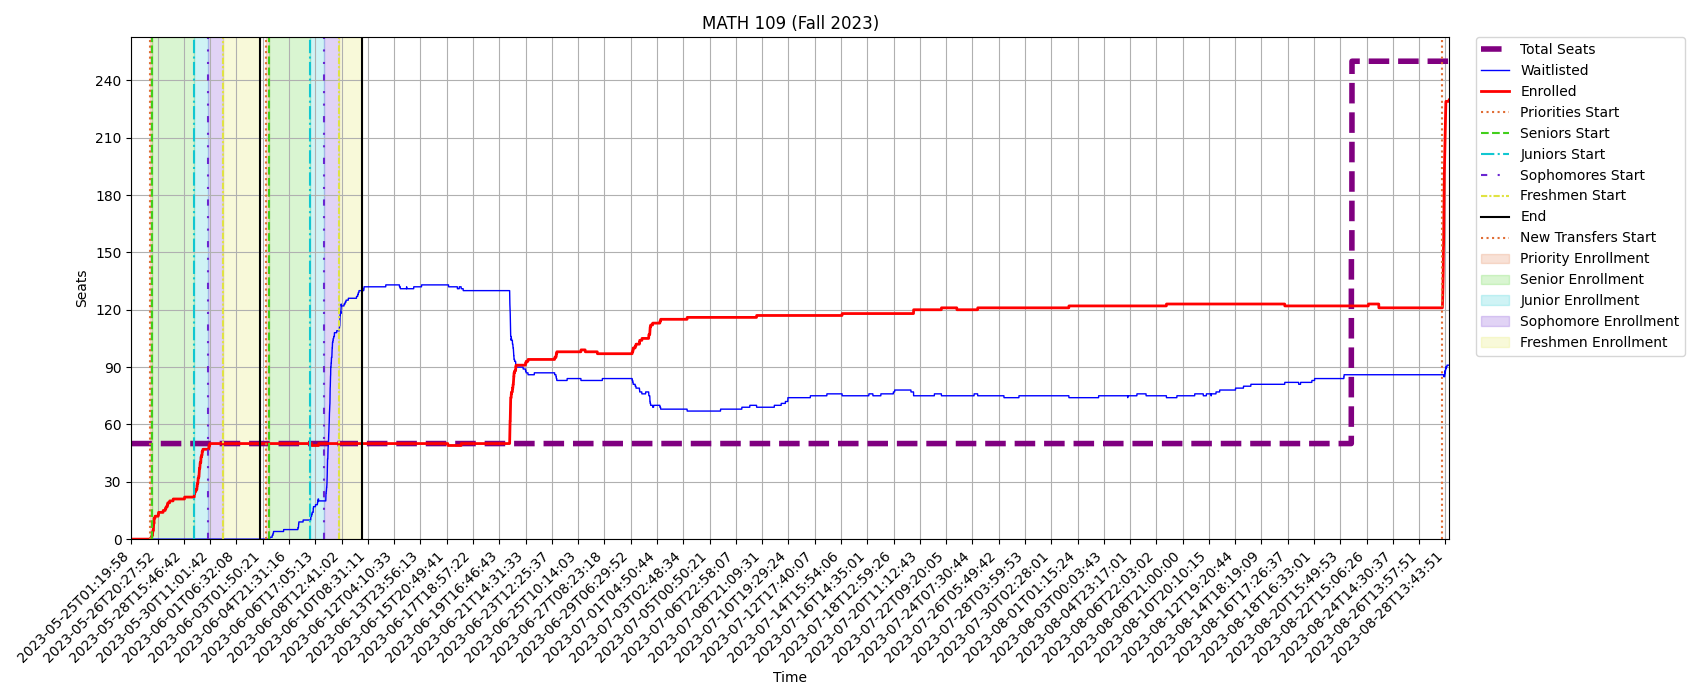 MATH 109 (Fall 2023)
Seats
240
210
180
150
120
90
60
30
0
2023-05-25T01:19:58
2023-05-26T20:27:52
2023-05-28T15:46:42
2023-05-30T11:01:42
2023-06-01T06:32:08
2023-06-03T01:50:21
2023-06-04T21:31:16
2023-06-06T17:05:13
2023-06-08T12:41:02
2023-06-10T08:31:11
2023-06-12T04:10:33
2023-06-13T23:56:13
2023-06-15T20:49:41
2023-06-17T18:57:22
2023-06-19T16:46:43
2023-06-21T14:31:33
2023-06-23T12:25:37
2023-06-25T10:14:03
2023-06-27T08:23:18
2023-06-29T06:29:52
2023-07-01T04:50:44
2023-07-03T02:48:34
2023-07-05T00:50:21
2023-07-06T22:58:07
2023-07-08T21:09:31
2023-07-10T19:29:24
2023-07-12T17:40:07
2023-07-14T15:54:06
2023-07-16T14:35:01
2023-07-18T12:59:26
2023-07-20T11:12:43
2023-07-22T09:20:05
2023-07-24T07:30:44
2023-07-26T05:49:42
2023-07-28T03:59:53
2023-07-30T02:28:01
2023-08-01T01:15:24
2023-08-03T00:03:43
2023-08-04T23:17:01
2023-08-06T22:03:02
2023-08-08T21:00:00
2023-08-10T20:10:15
2023-08-12T19:20:44
2023-08-14T18:19:09
2023-08-16T17:26:37
2023-08-18T16:33:01
2023-08-20T15:49:53
2023-08-22T15:06:26
2023-08-24T14:30:37
2023-08-26T13:57:51
2023-08-28T13:43:51
Time
Total Seats
Waitlisted
Enrolled
Priorities Start
Seniors Start
Juniors Start
Sophomores Start
Freshmen Start
End
New Transfers Start
Priority Enrollment
Senior Enrollment
Junior Enrollment
Sophomore Enrollment
Freshmen Enrollment